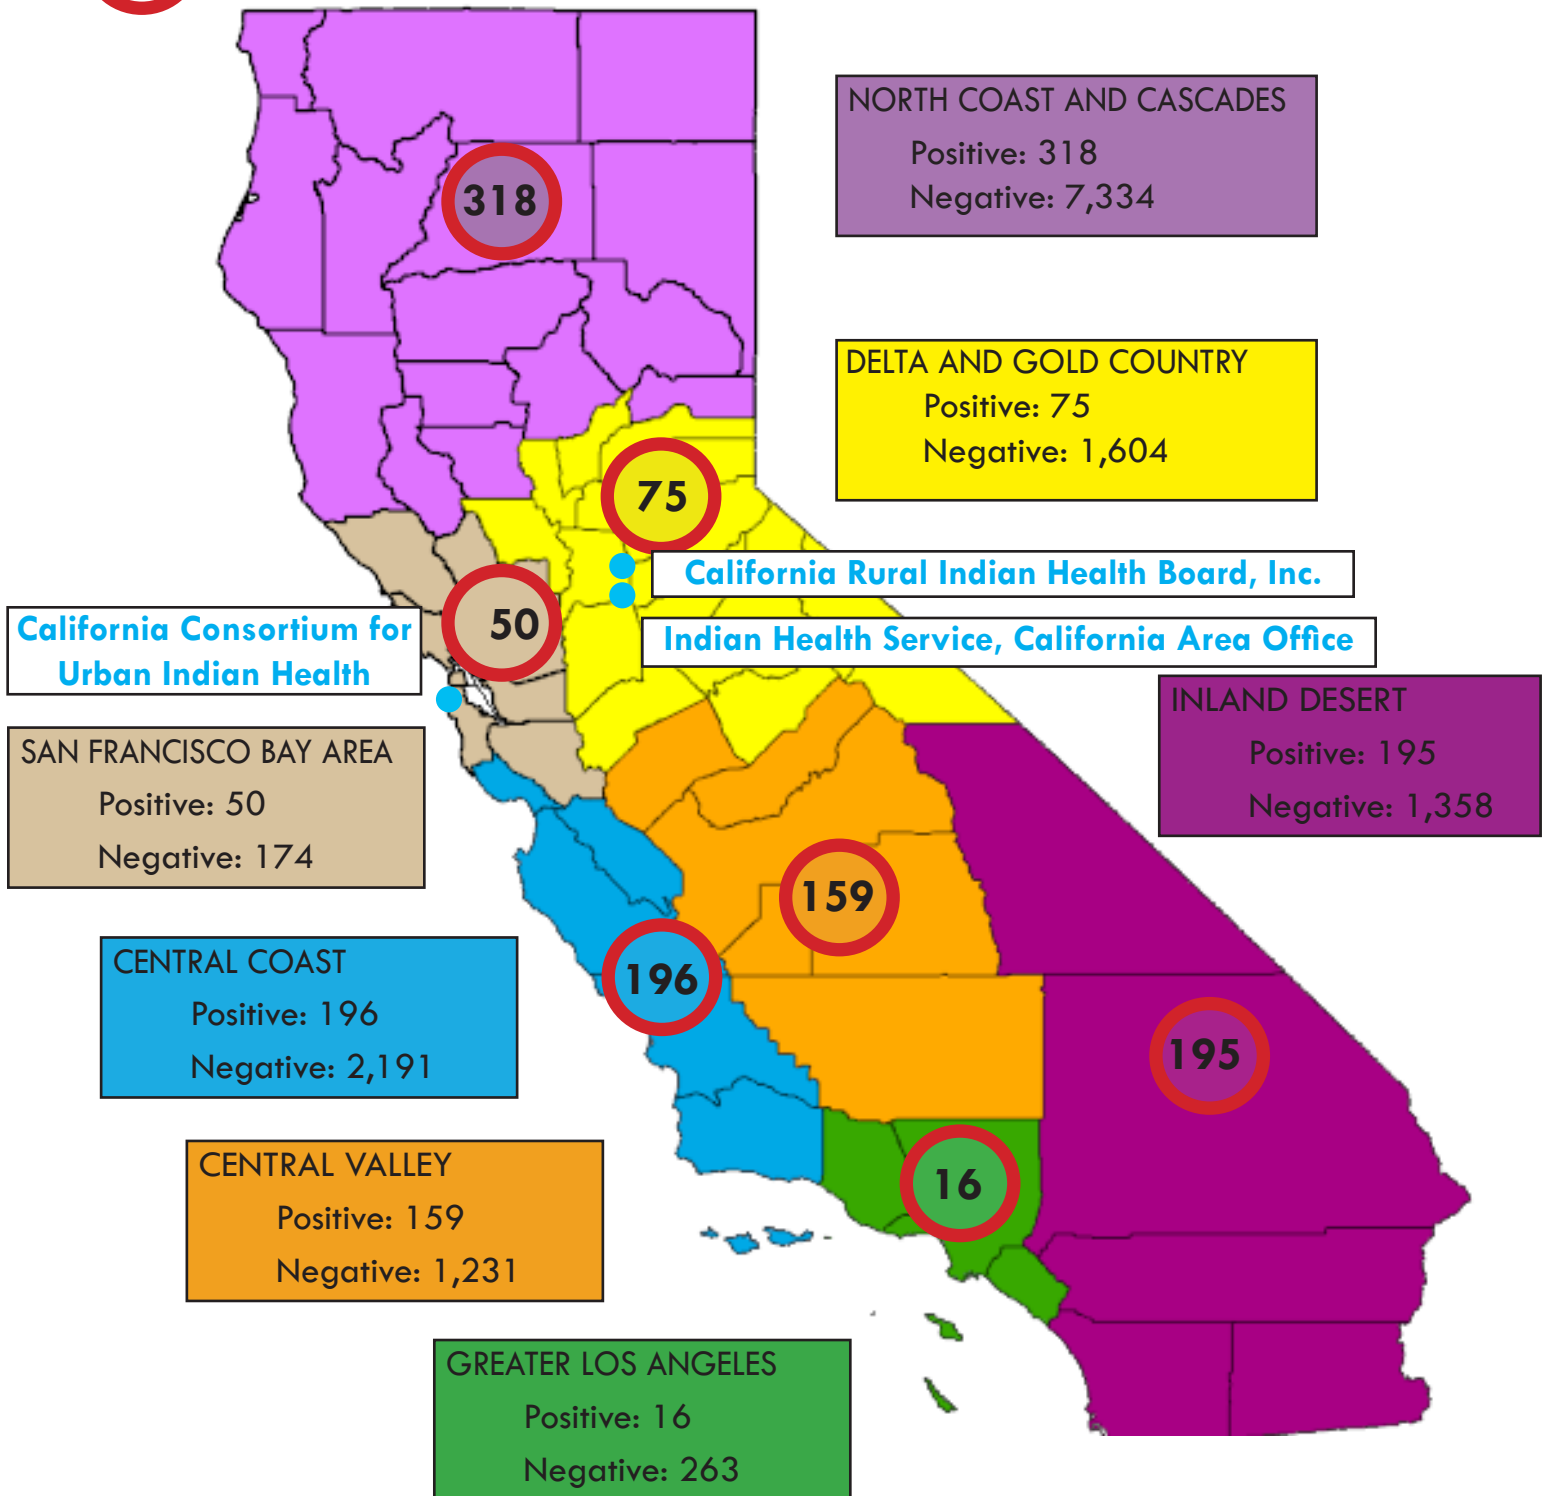 NORTH COAST AND CASCADES
Positive: 318
Negative: 7,334
318
DELTA AND GOLD COUNTRY
Positive: 75
Negative: 1,604
75
California Rural Indian Health Board, Inc.
50
California Consortium for
Urban Indian Health
Indian Health Service, California Area Office
INLAND DESERT
Positive: 195
Negative: 1,358
SAN FRANCISCO BAY AREA
Positive: 50
Negative: 174
159
CENTRAL COAST
Positive: 196
Negative: 2,191
196
195
CENTRAL VALLEY
Positive: 159
Negative: 1,231
16
GREATER LOS ANGELES
Positive: 16
Negative: 263